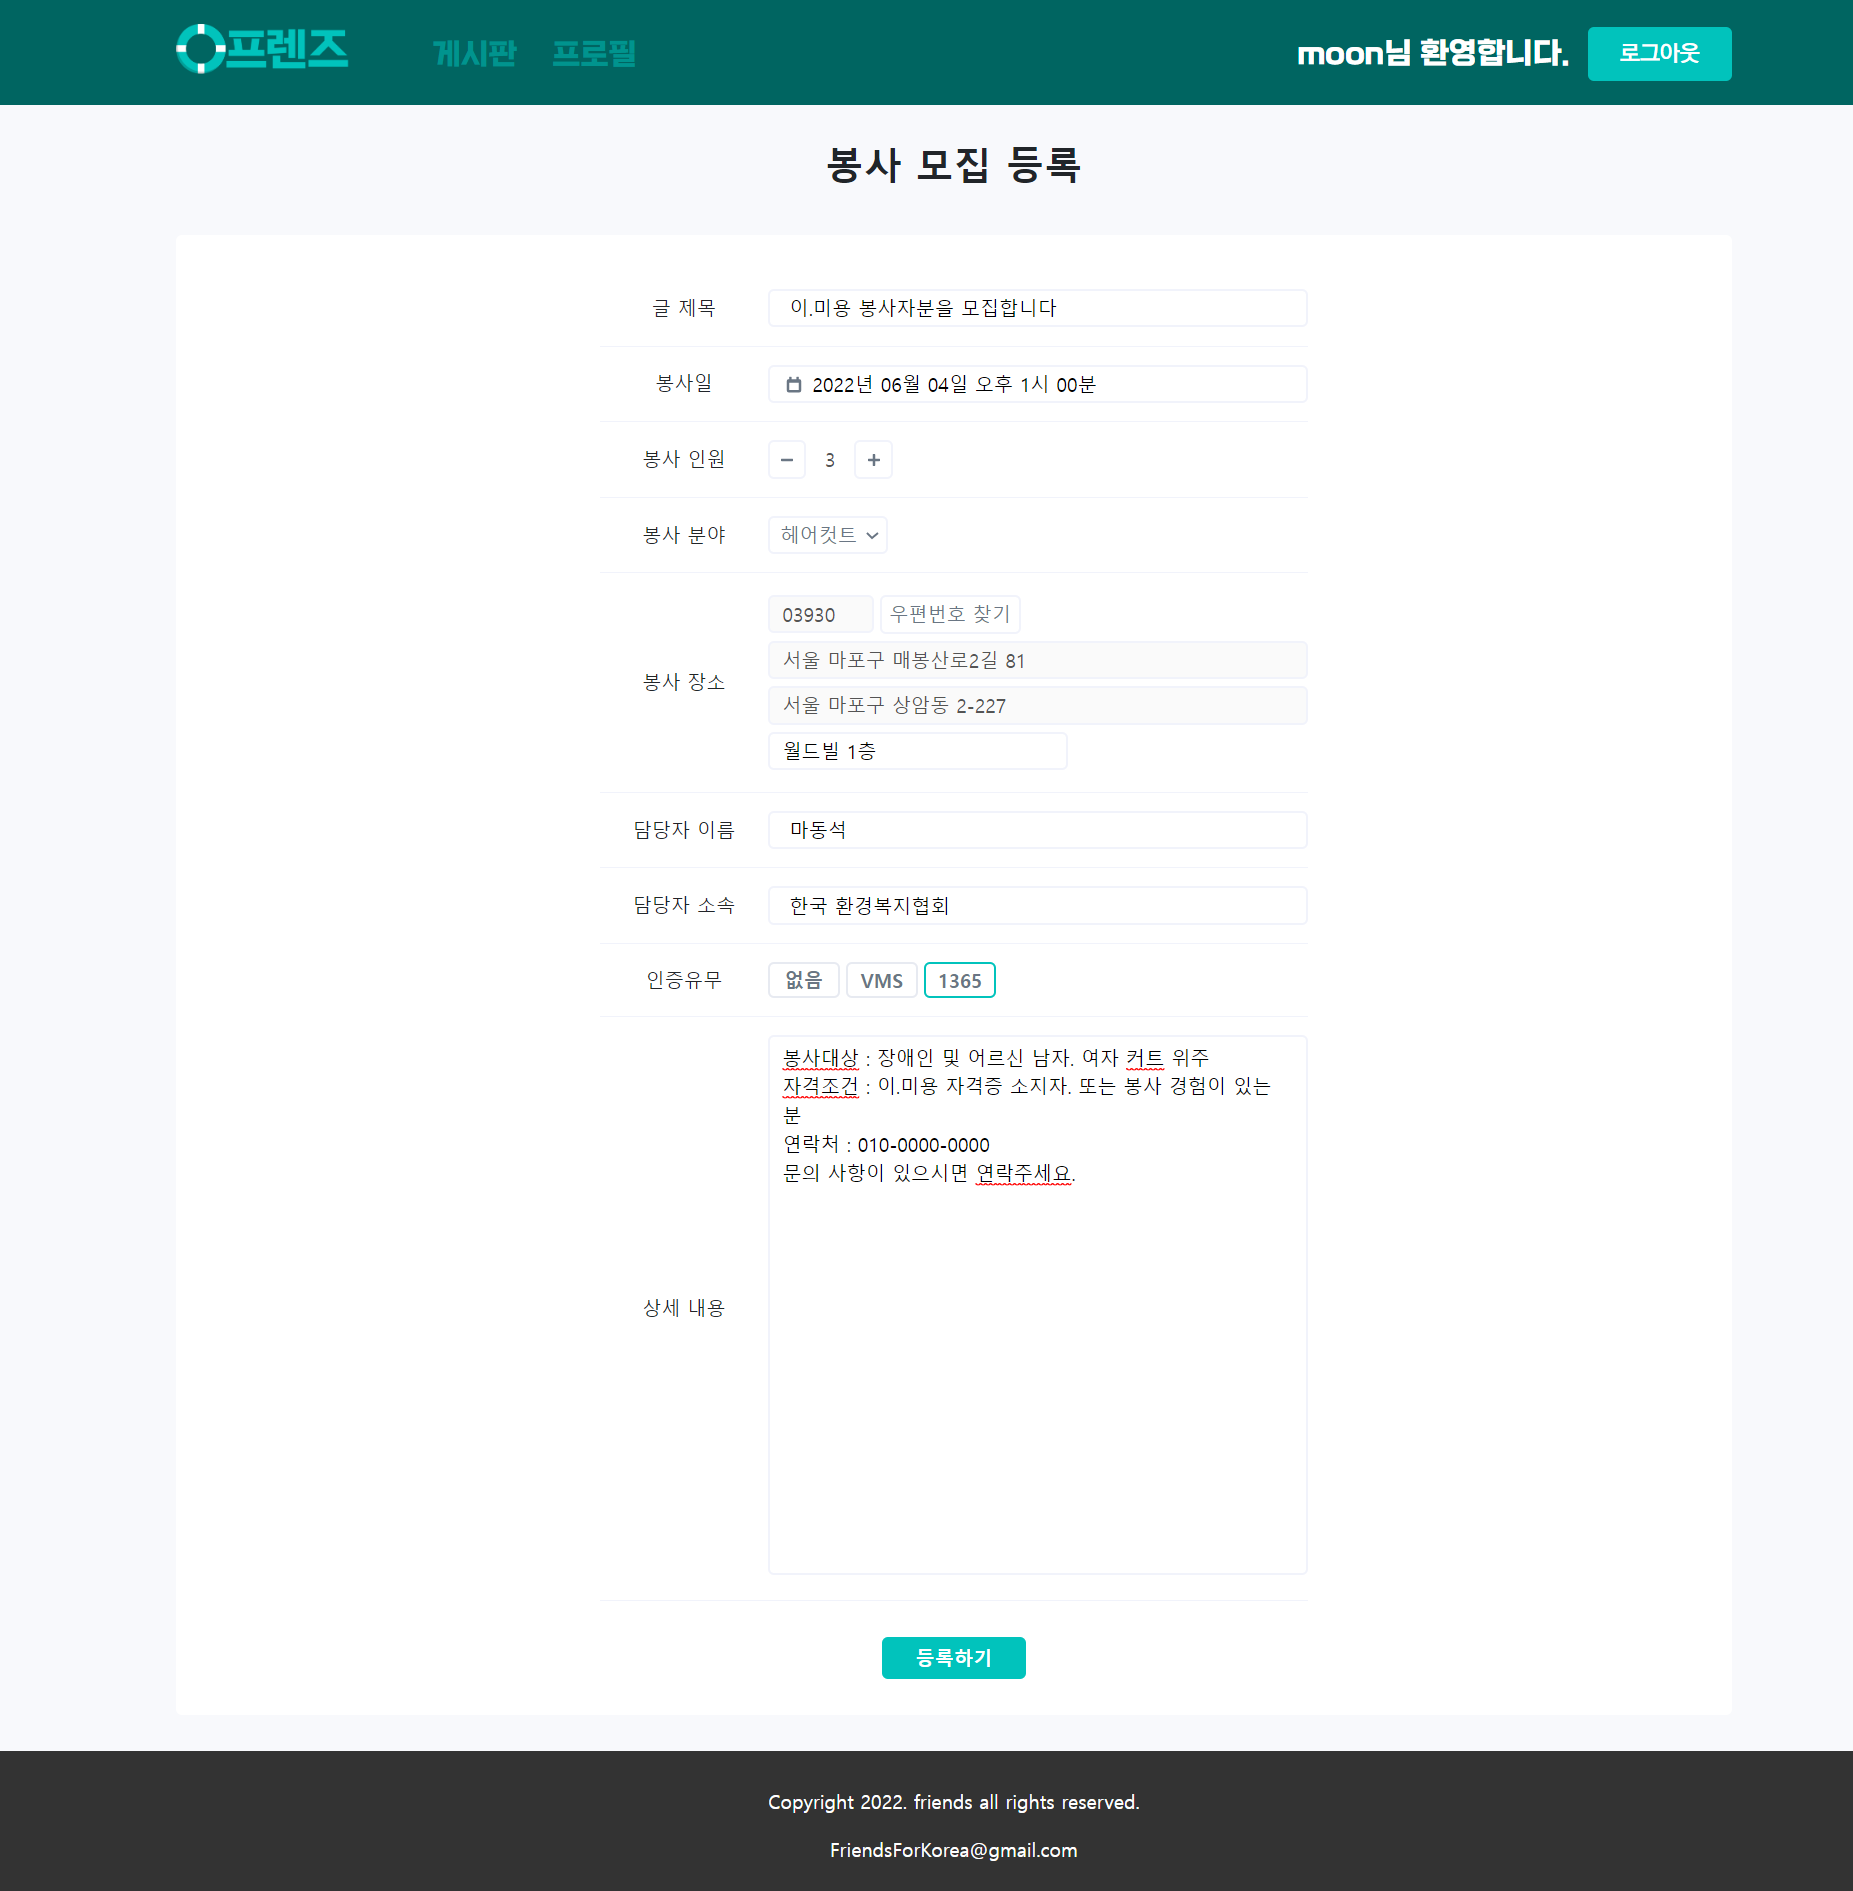 프렌즈 게시판 프로필 moon님 환영합니다. 로그아웃
봉사 모집 등록
글 제목 이.미용 봉사자분을 모집합니다
봉사일 2022년 06월 04일 오후 1시 00분
봉사 인원 − 3 +
봉사 분야 헤어컷트
봉사 장소
03930 우편번호 찾기
서울 마포구 매봉산로2길 81
서울 마포구 상암동 2-227
월드빌 1층
담당자 이름 마동석
담당자 소속 한국 환경복지협회
인증유무 없음 VMS 1365
상세 내용
봉사대상 : 장애인 및 어르신 남자. 여자 커트 위주
자격조건 : 이.미용 자격증 소지자. 또는 봉사 경험이 있는
분
연락처 : 010-0000-0000
문의 사항이 있으시면 연락주세요.
등록하기
Copyright 2022. friends all rights reserved.
FriendsForKorea@gmail.com